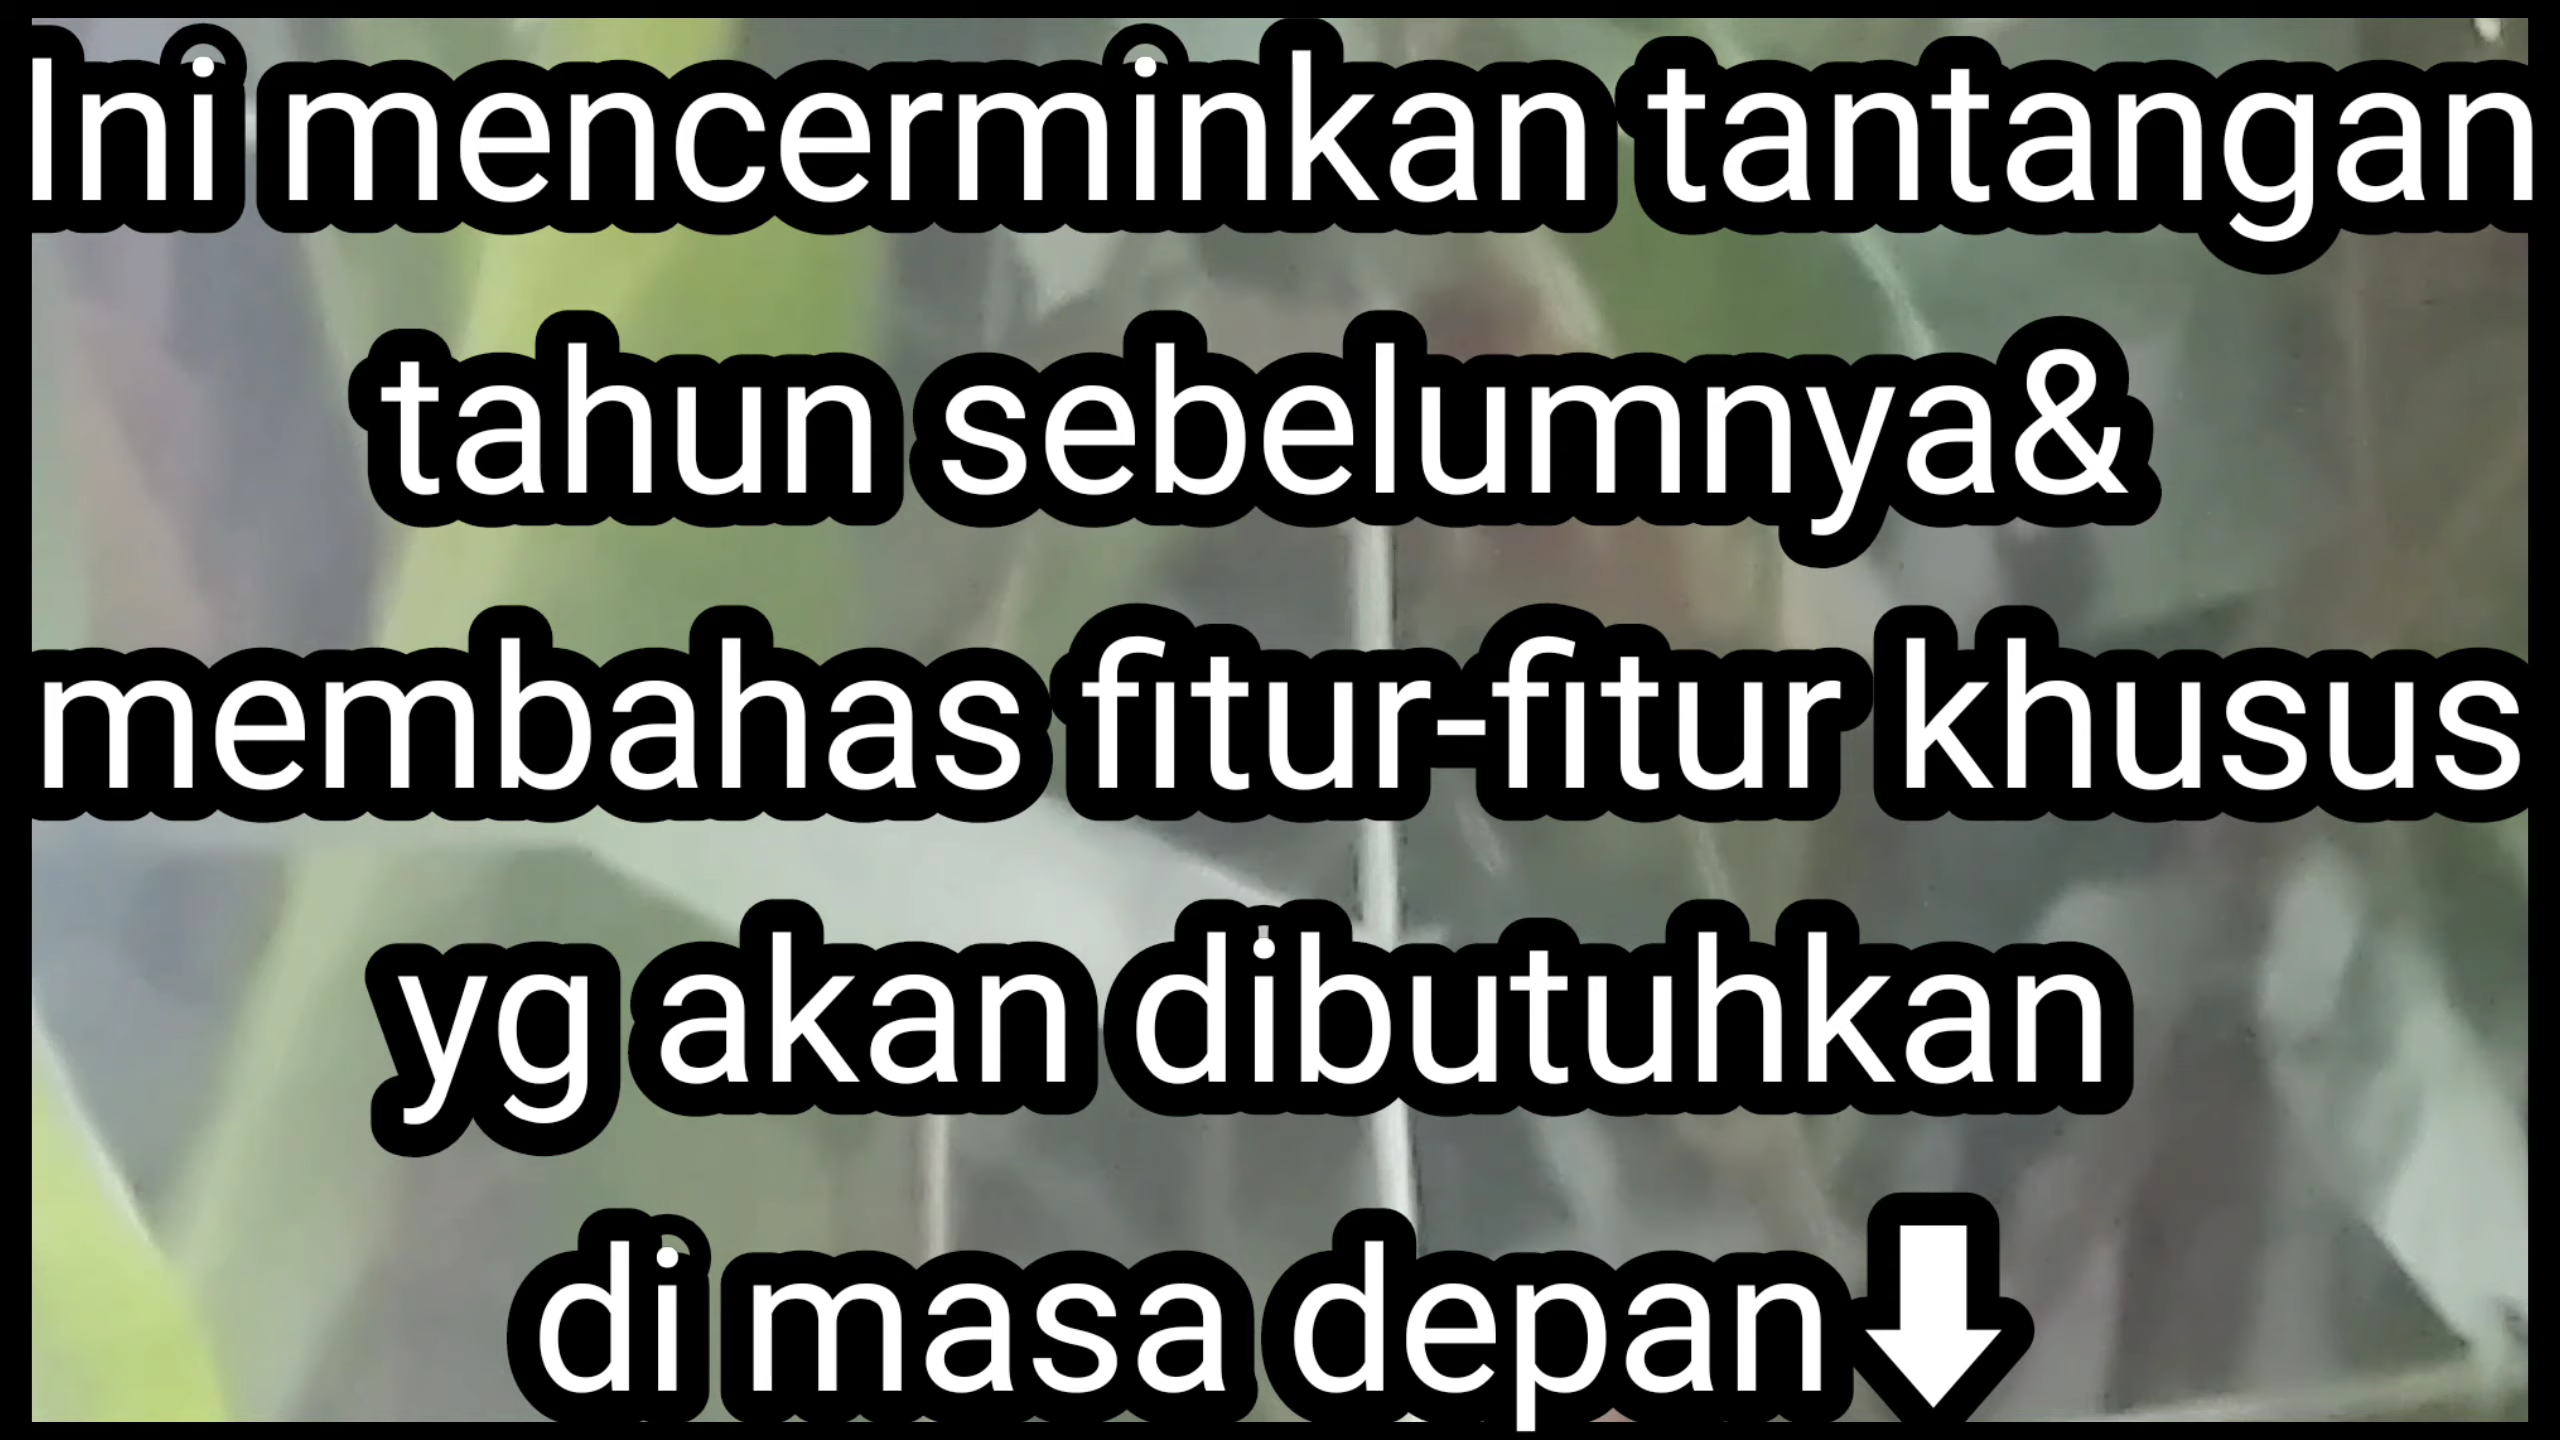 Ini mencerminkan tantangan
tahun sebelumnya&
membahas fitur-fitur khusus
yg akan dibutuhkan
di masa depan⬇